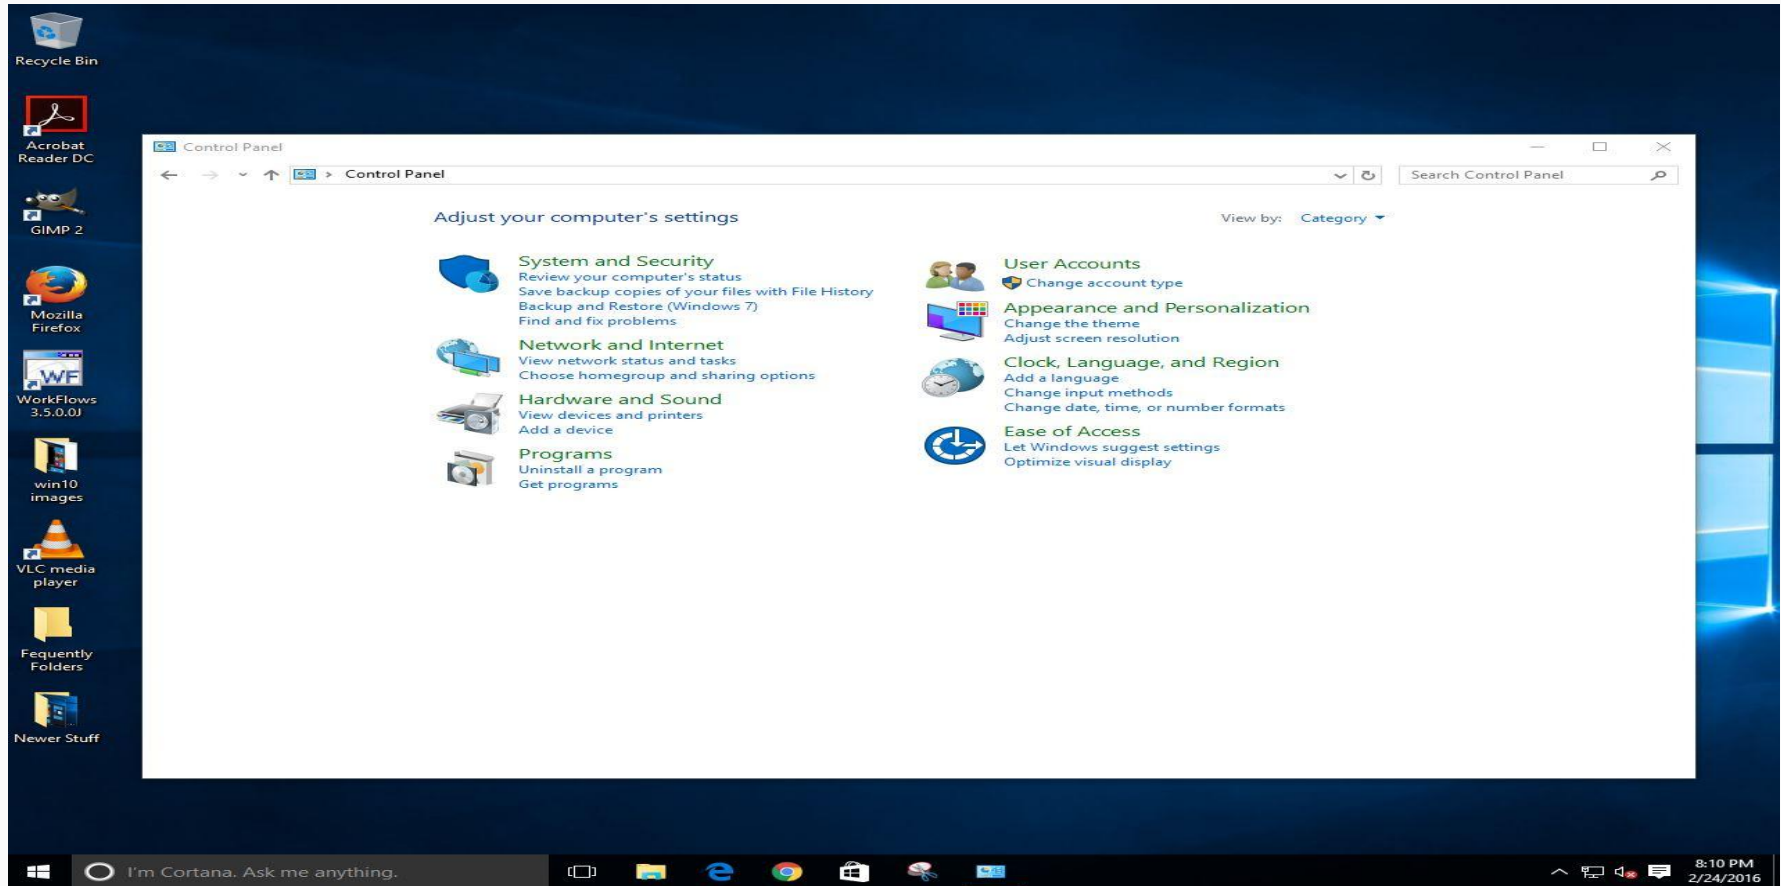 Recycle Bin
Acrobat
Reader DC
GIMP 2
Mozilla
Firefox
WF
WorkFlows
3.5.0.0J
win10
images
VLC media
player
Fequently
Folders
Newer Stuff
Control Panel
> Control Panel
Search Control Panel
Adjust your computer's settings
View by: Category
System and Security
Review your computer's status
Save backup copies of your files with File History
Backup and Restore (Windows 7)
Find and fix problems
Network and Internet
View network status and tasks
Choose homegroup and sharing options
Hardware and Sound
View devices and printers
Add a device
Programs
Uninstall a program
Get programs
User Accounts
Change account type
Appearance and Personalization
Change the theme
Adjust screen resolution
Clock, Language, and Region
Add a language
Change input methods
Change date, time, or number formats
Ease of Access
Let Windows suggest settings
Optimize visual display
I'm Cortana. Ask me anything.
8:10 PM
2/24/2016